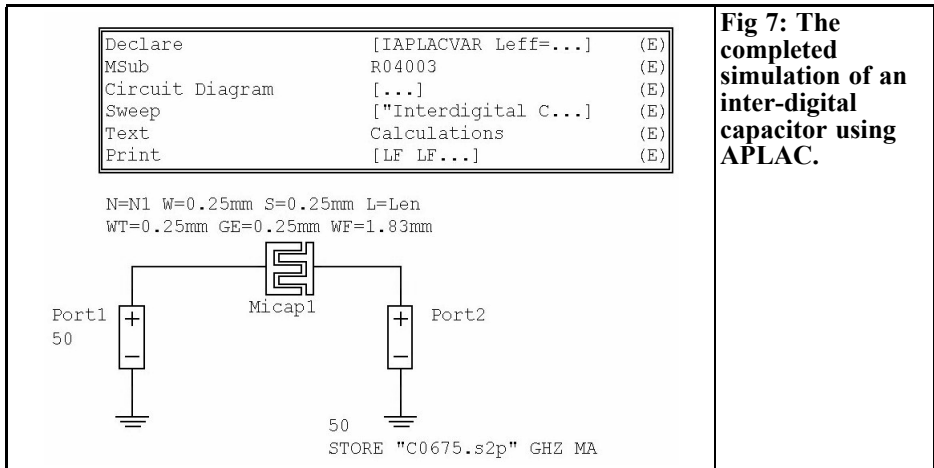 Declare [IAPLACVAR Leff=...] (E)
MSub R04003 (E)
Circuit Diagram [...] (E)
Sweep ["Interdigital C...] (E)
Text Calculations (E)
Print [LF LF...] (E)
Fig 7: The
completed
simulation of an
inter-digital
capacitor using
APLAC.
N=N1 W=0.25mm S=0.25mm L=Len
WT=0.25mm GE=0.25mm WF=1.83mm
Micap1
Port1
50
Port2
50
STORE "C0675.s2p" GHZ MA